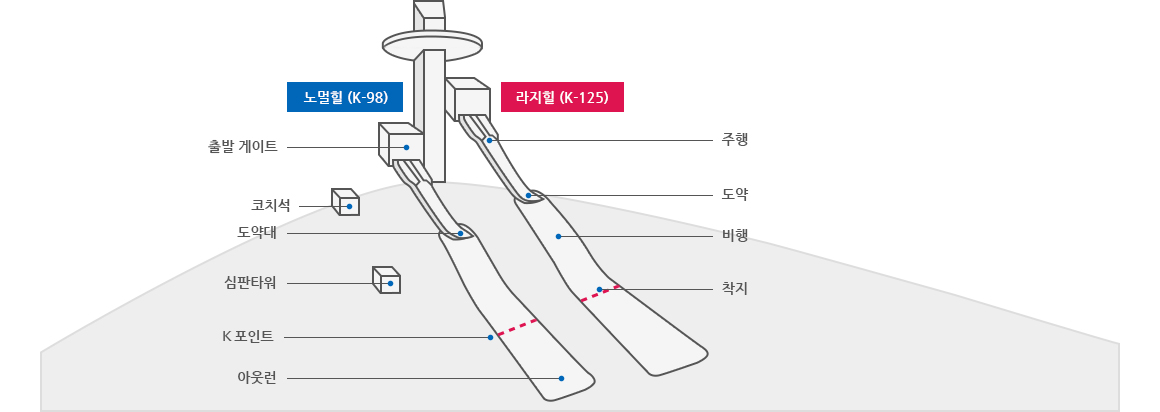 노멀힐 (K-98)
라지힐 (K-125)
출발 게이트
코치석
도약대
심판타워
K 포인트
아웃런
주행
도약
비행
착지